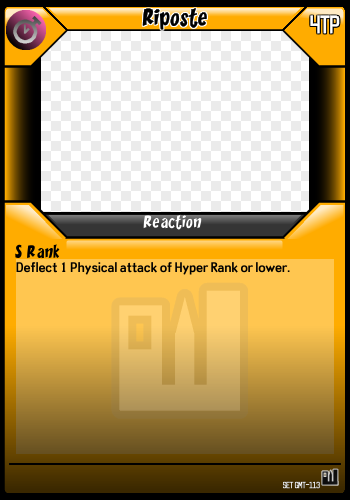 Riposte
4TP
Reaction
S Rank
Deflect 1 Physical attack of Hyper Rank or lower.
SET GMT-113